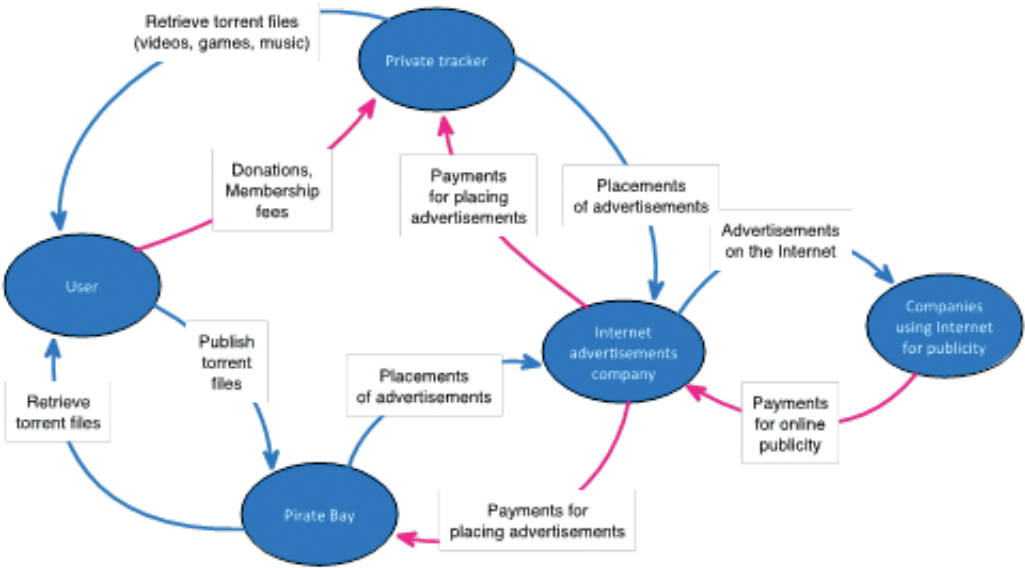 Retrieve torrent files
(videos, games, music)
Private tracker
Donations,
Membership
fees
Payments
for placing
advertisements
Placements
of advertisements
Advertisements
on the Internet
User
Companies
using Internet
for publicity
Internet
advertisements
company
Publish
torrent
files
Placements
of advertisements
Retrieve
torrent files
Payments
for online
publicity
Pirate Bay
Payments for
placing advertisements